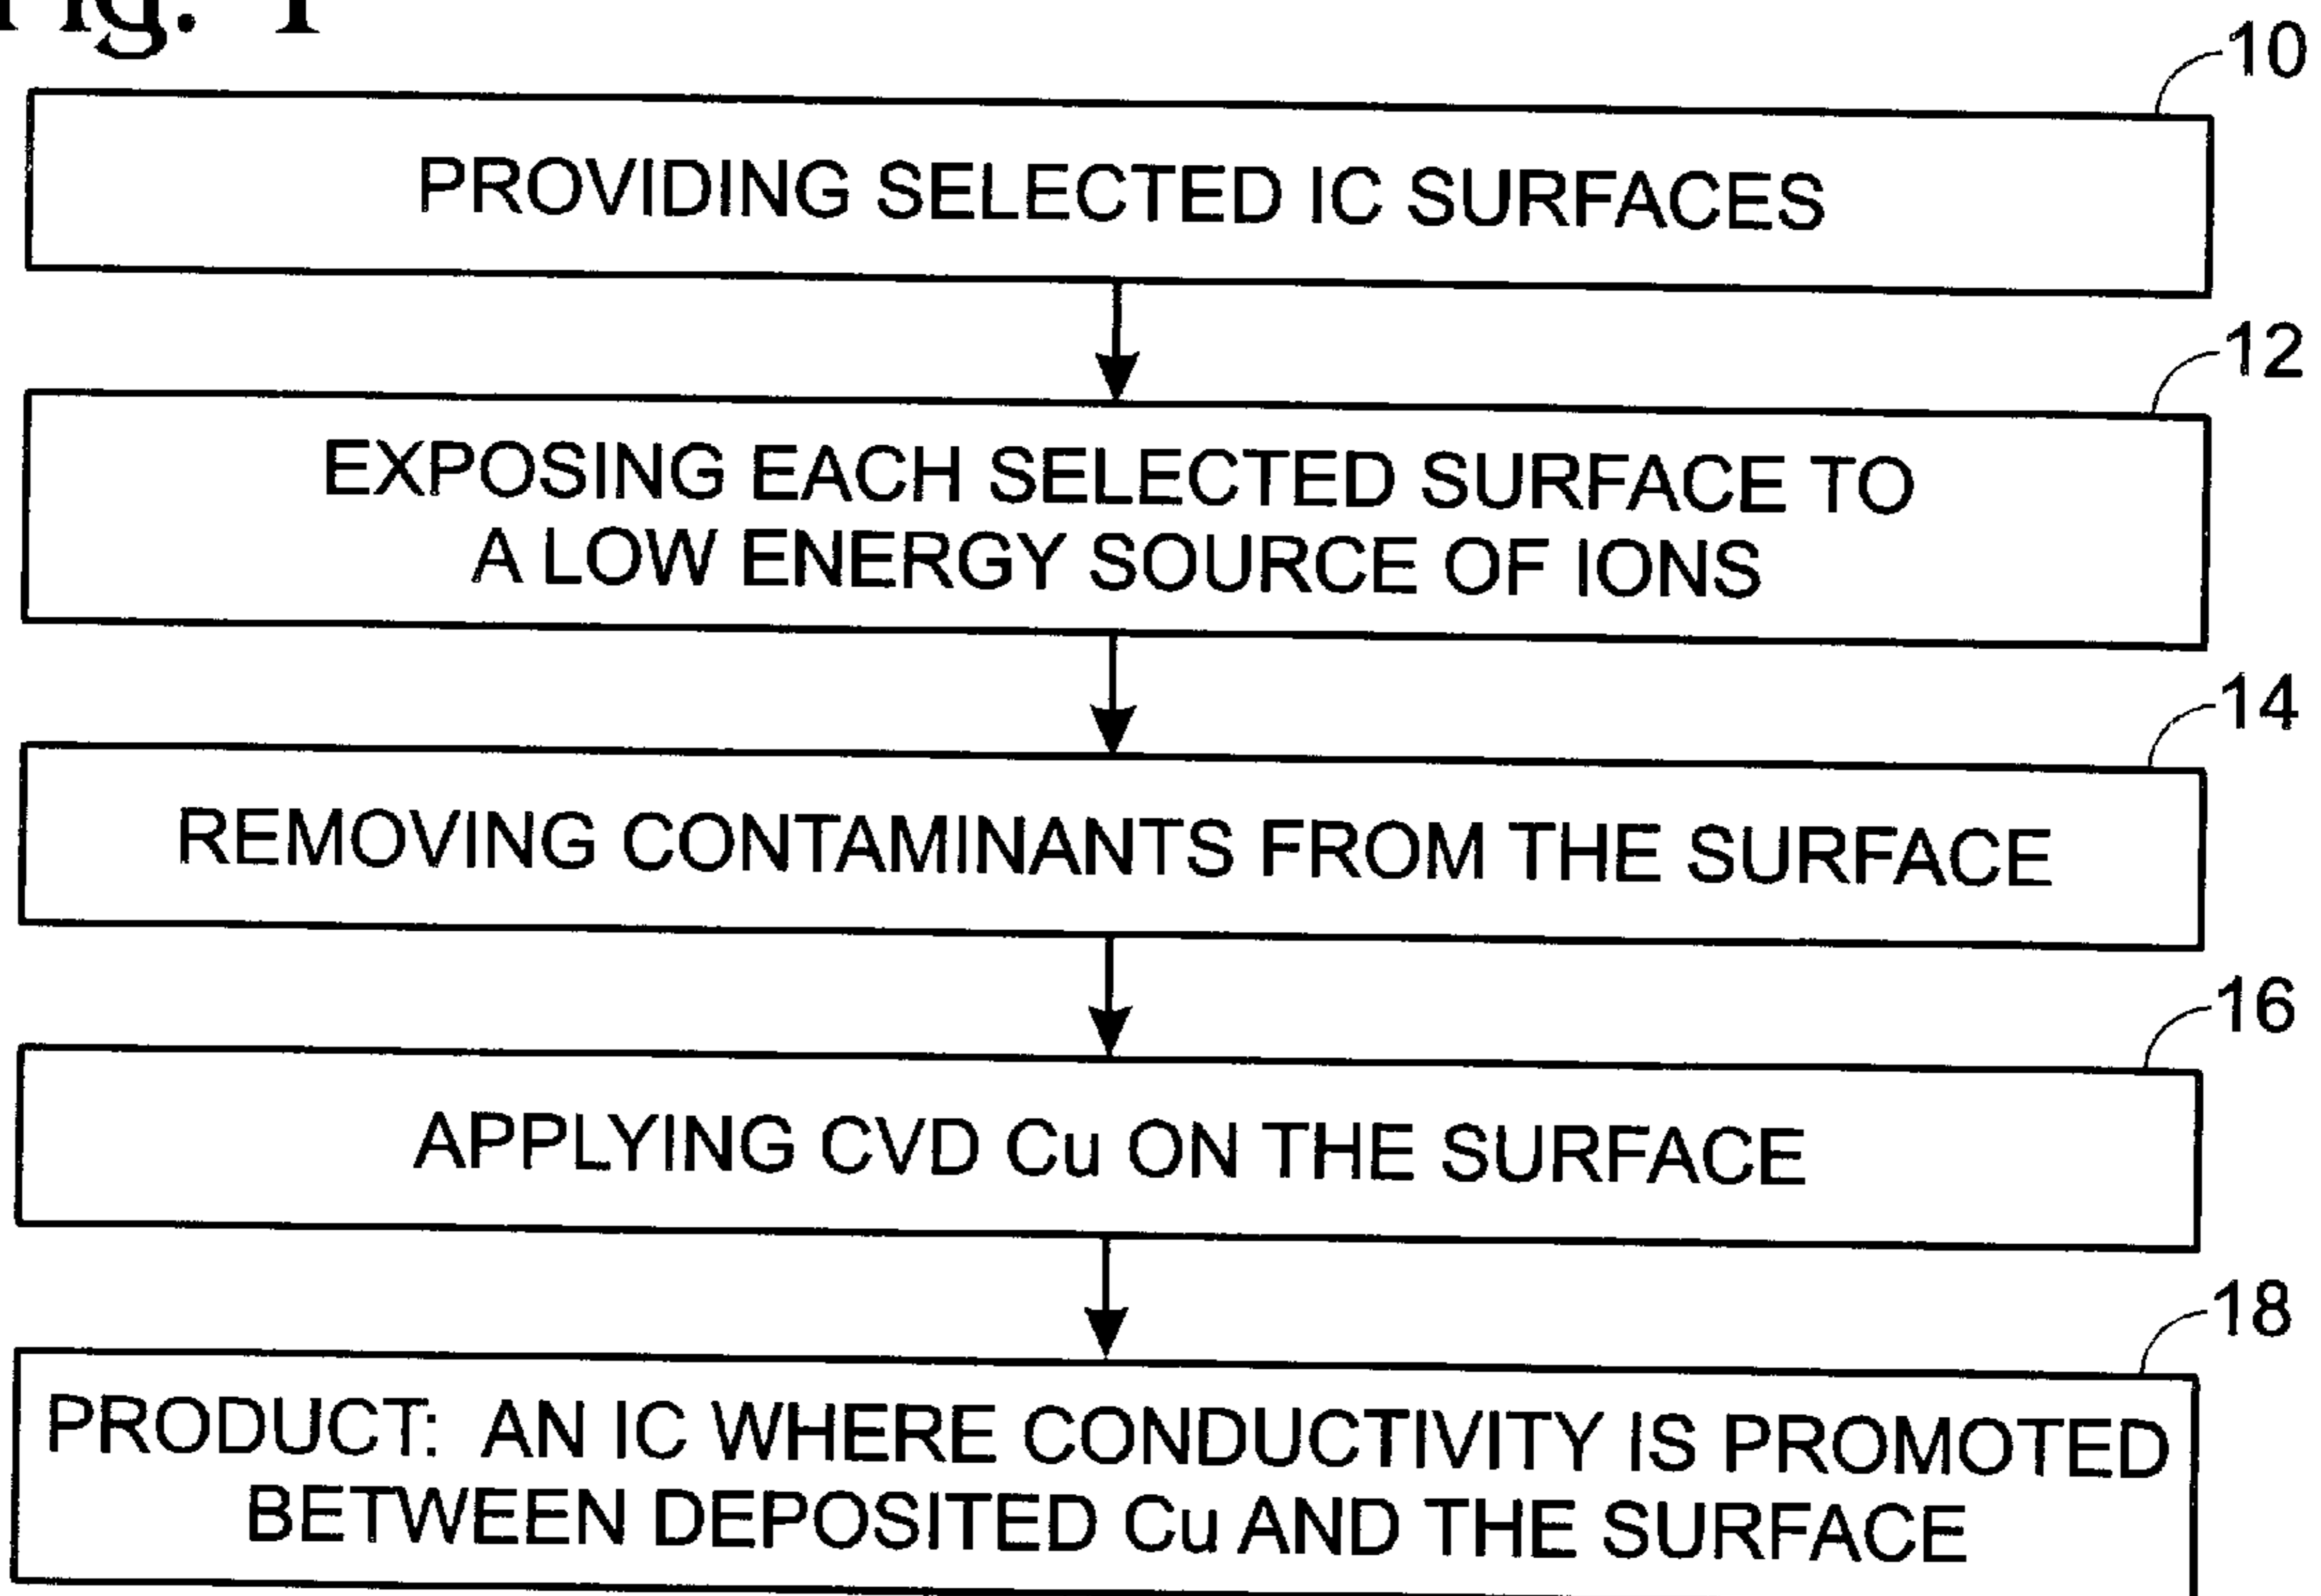 Fig. 1
10
PROVIDING SELECTED IC SURFACES
12
EXPOSING EACH SELECTED SURFACE TO
A LOW ENERGY SOURCE OF IONS
14
REMOVING CONTAMINANTS FROM THE SURFACE
16
APPLYING CVD Cu ON THE SURFACE
18
PRODUCT: AN IC WHERE CONDUCTIVITY IS PROMOTED
BETWEEN DEPOSITED Cu AND THE SURFACE